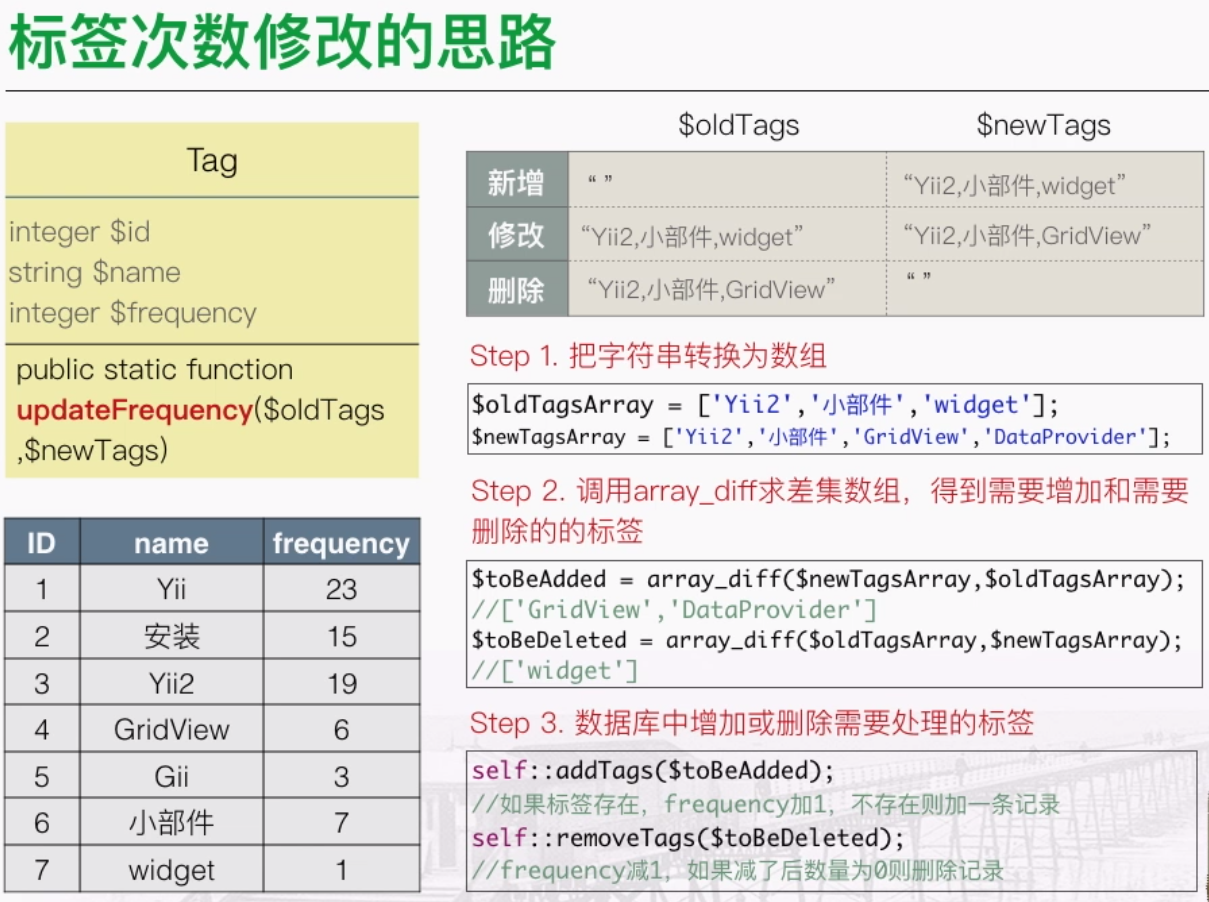 标签次数修改的思路
Tag
integer $id
string $name
integer $frequency
public static function
updateFrequency($oldTags
,$newTags)
ID name frequency
1 Yii 23
2 安装 15
3 Yii2 19
4 GridView 6
5 Gii 3
6 小部件 7
7 widget 1
$oldTags $newTags
新增 “ ” “Yii2,小部件,widget”
修改 “Yii2,小部件,widget” “Yii2,小部件,GridView”
删除 “Yii2,小部件,GridView” “ ”
Step 1. 把字符串转换为数组
$oldTagsArray = ['Yii2','小部件','widget'];
$newTagsArray = ['Yii2','小部件','GridView','DataProvider'];
Step 2. 调用array_diff求差集数组，得到需要增加和需要
删除的的标签
$toBeAdded = array_diff($newTagsArray,$oldTagsArray);
//['GridView','DataProvider']
$toBeDeleted = array_diff($oldTagsArray,$newTagsArray);
//['widget']
Step 3. 数据库中增加或删除需要处理的标签
self::addTags($toBeAdded);
//如果标签存在，frequency加1，不存在则加一条记录
self::removeTags($toBeDeleted);
//frequency减1，如果减了后数量为0则删除记录